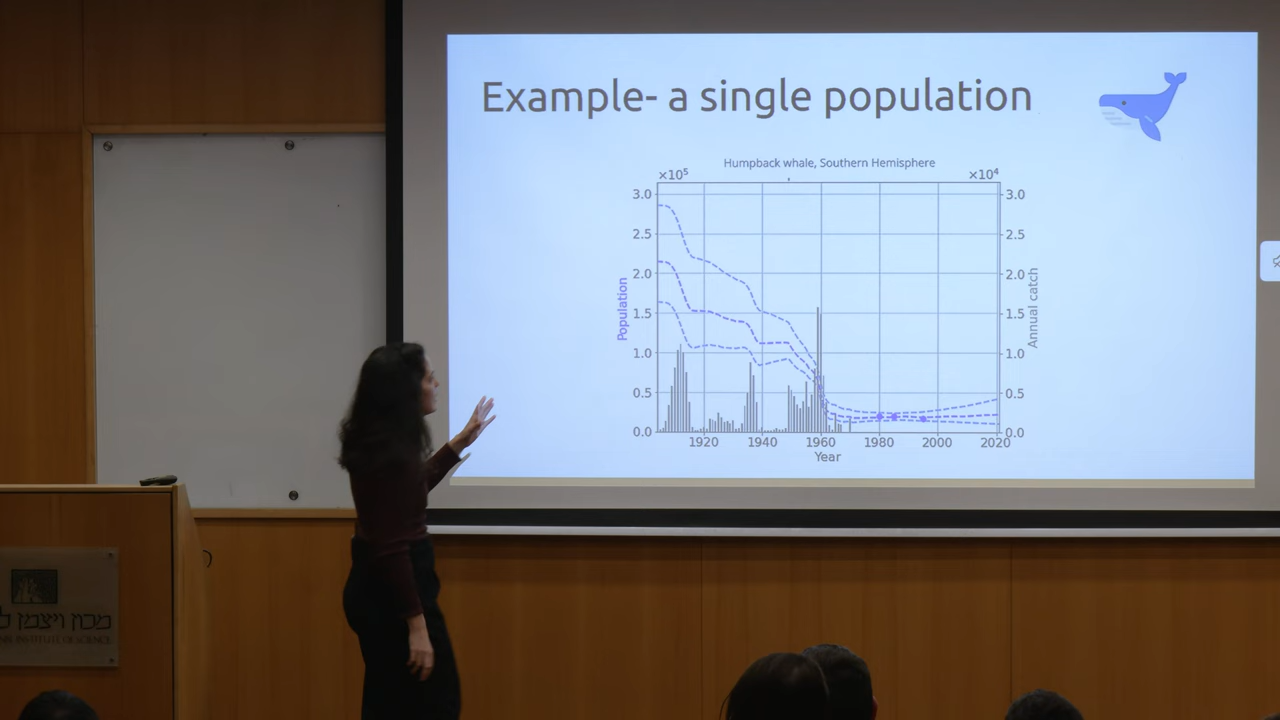 Example- a single population
Humpback whale, Southern Hemisphere
×10⁵
×10⁴
3.0
2.5
2.0
1.5
1.0
0.5
0.0
Population
3.0
2.5
2.0
1.5
1.0
0.5
0.0
Annual catch
1920 1940 1960 1980 2000 2020
Year
מכון ויצמן
INSTITUTE OF SCIENCE